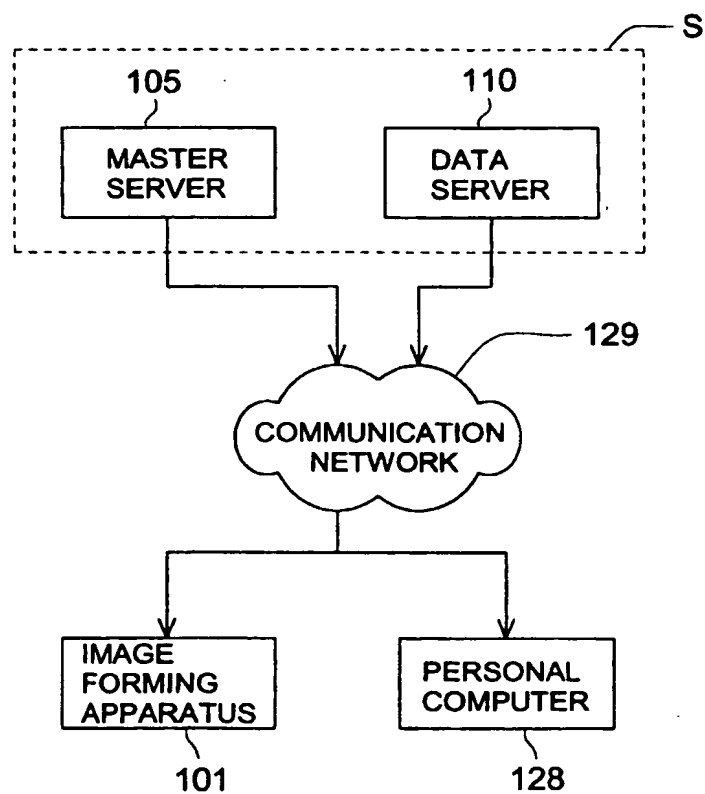 S
105
110
MASTER
SERVER
DATA
SERVER
129
COMMUNICATION
NETWORK
IMAGE
FORMING
APPARATUS
PERSONAL
COMPUTER
101
128